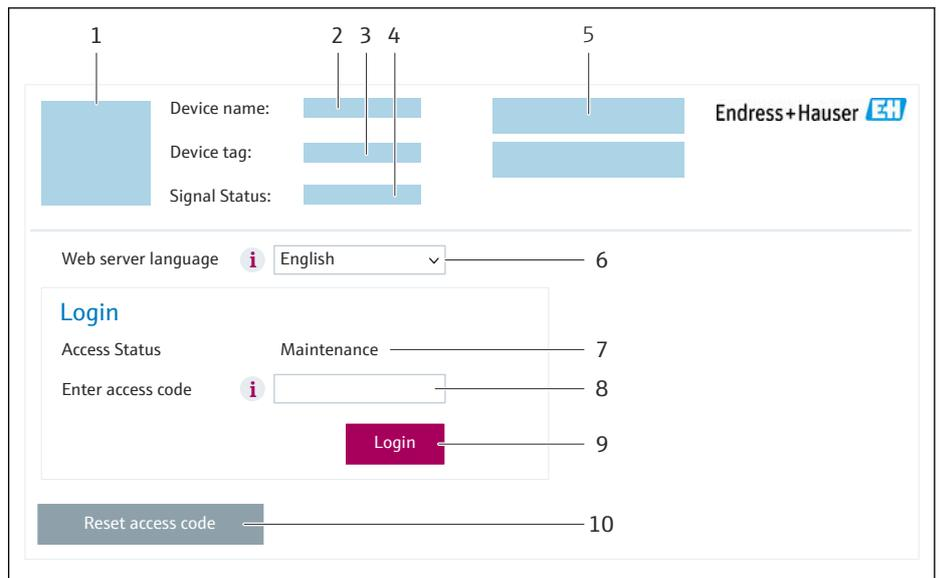 1 2 3 4 5
Device name:
Endress+Hauser EH
Device tag:
Signal Status:
Web server language i English 6
Login
Access Status Maintenance 7
Enter access code i 8
Login 9
Reset access code 10